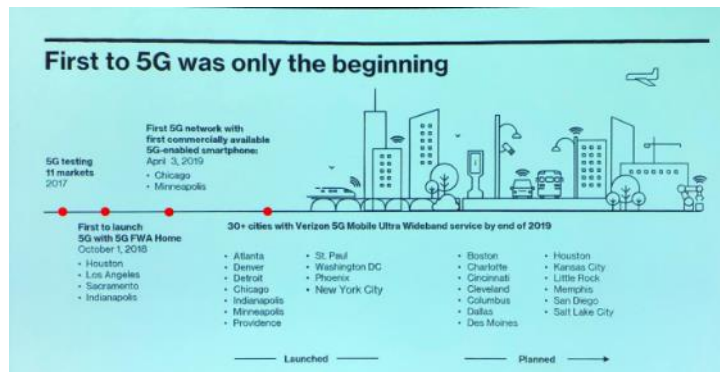 First to 5G was only the beginning
5G testing
11 markets
2017
First 5G network with
first commercially available
5G-enabled smartphone:
April 3, 2019
• Chicago
• Minneapolis
First to launch
5G with 5G FWA Home
October 1, 2018
• Houston
• Los Angeles
• Sacramento
• Indianapolis
30+ cities with Verizon 5G Mobile Ultra Wideband service by end of 2019
• Atlanta
• Denver
• Detroit
• Chicago
• Indianapolis
• Minneapolis
• Providence
• St. Paul
• Washington DC
• Phoenix
• New York City
• Boston
• Charlotte
• Cincinnati
• Cleveland
• Columbus
• Dallas
• Des Moines
• Houston
• Kansas City
• Little Rock
• Memphis
• San Diego
• Salt Lake City
Launched
Planned